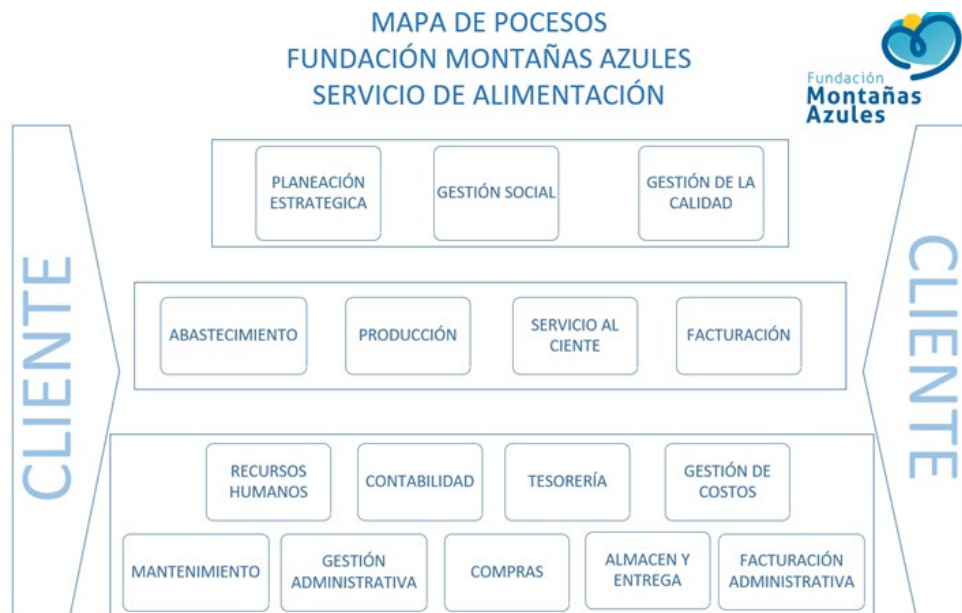 MAPA DE POCESOS
FUNDACIÓN MONTAÑAS AZULES
SERVICIO DE ALIMENTACIÓN
Fundación
Montañas
Azules
CLIENTE
PLANEACIÓN
ESTRATEGICA
GESTIÓN SOCIAL
GESTIÓN DE LA
CALIDAD
ABASTECIMIENTO
PRODUCCIÓN
SERVICIO AL
CIENTE
FACTURACIÓN
RECURSOS
HUMANOS
CONTABILIDAD
TESORERÍA
GESTIÓN DE
COSTOS
MANTENIMIENTO
GESTIÓN
ADMINISTRATIVA
COMPRAS
ALMACEN Y
ENTREGA
FACTURACIÓN
ADMINISTRATIVA
CLIENTE